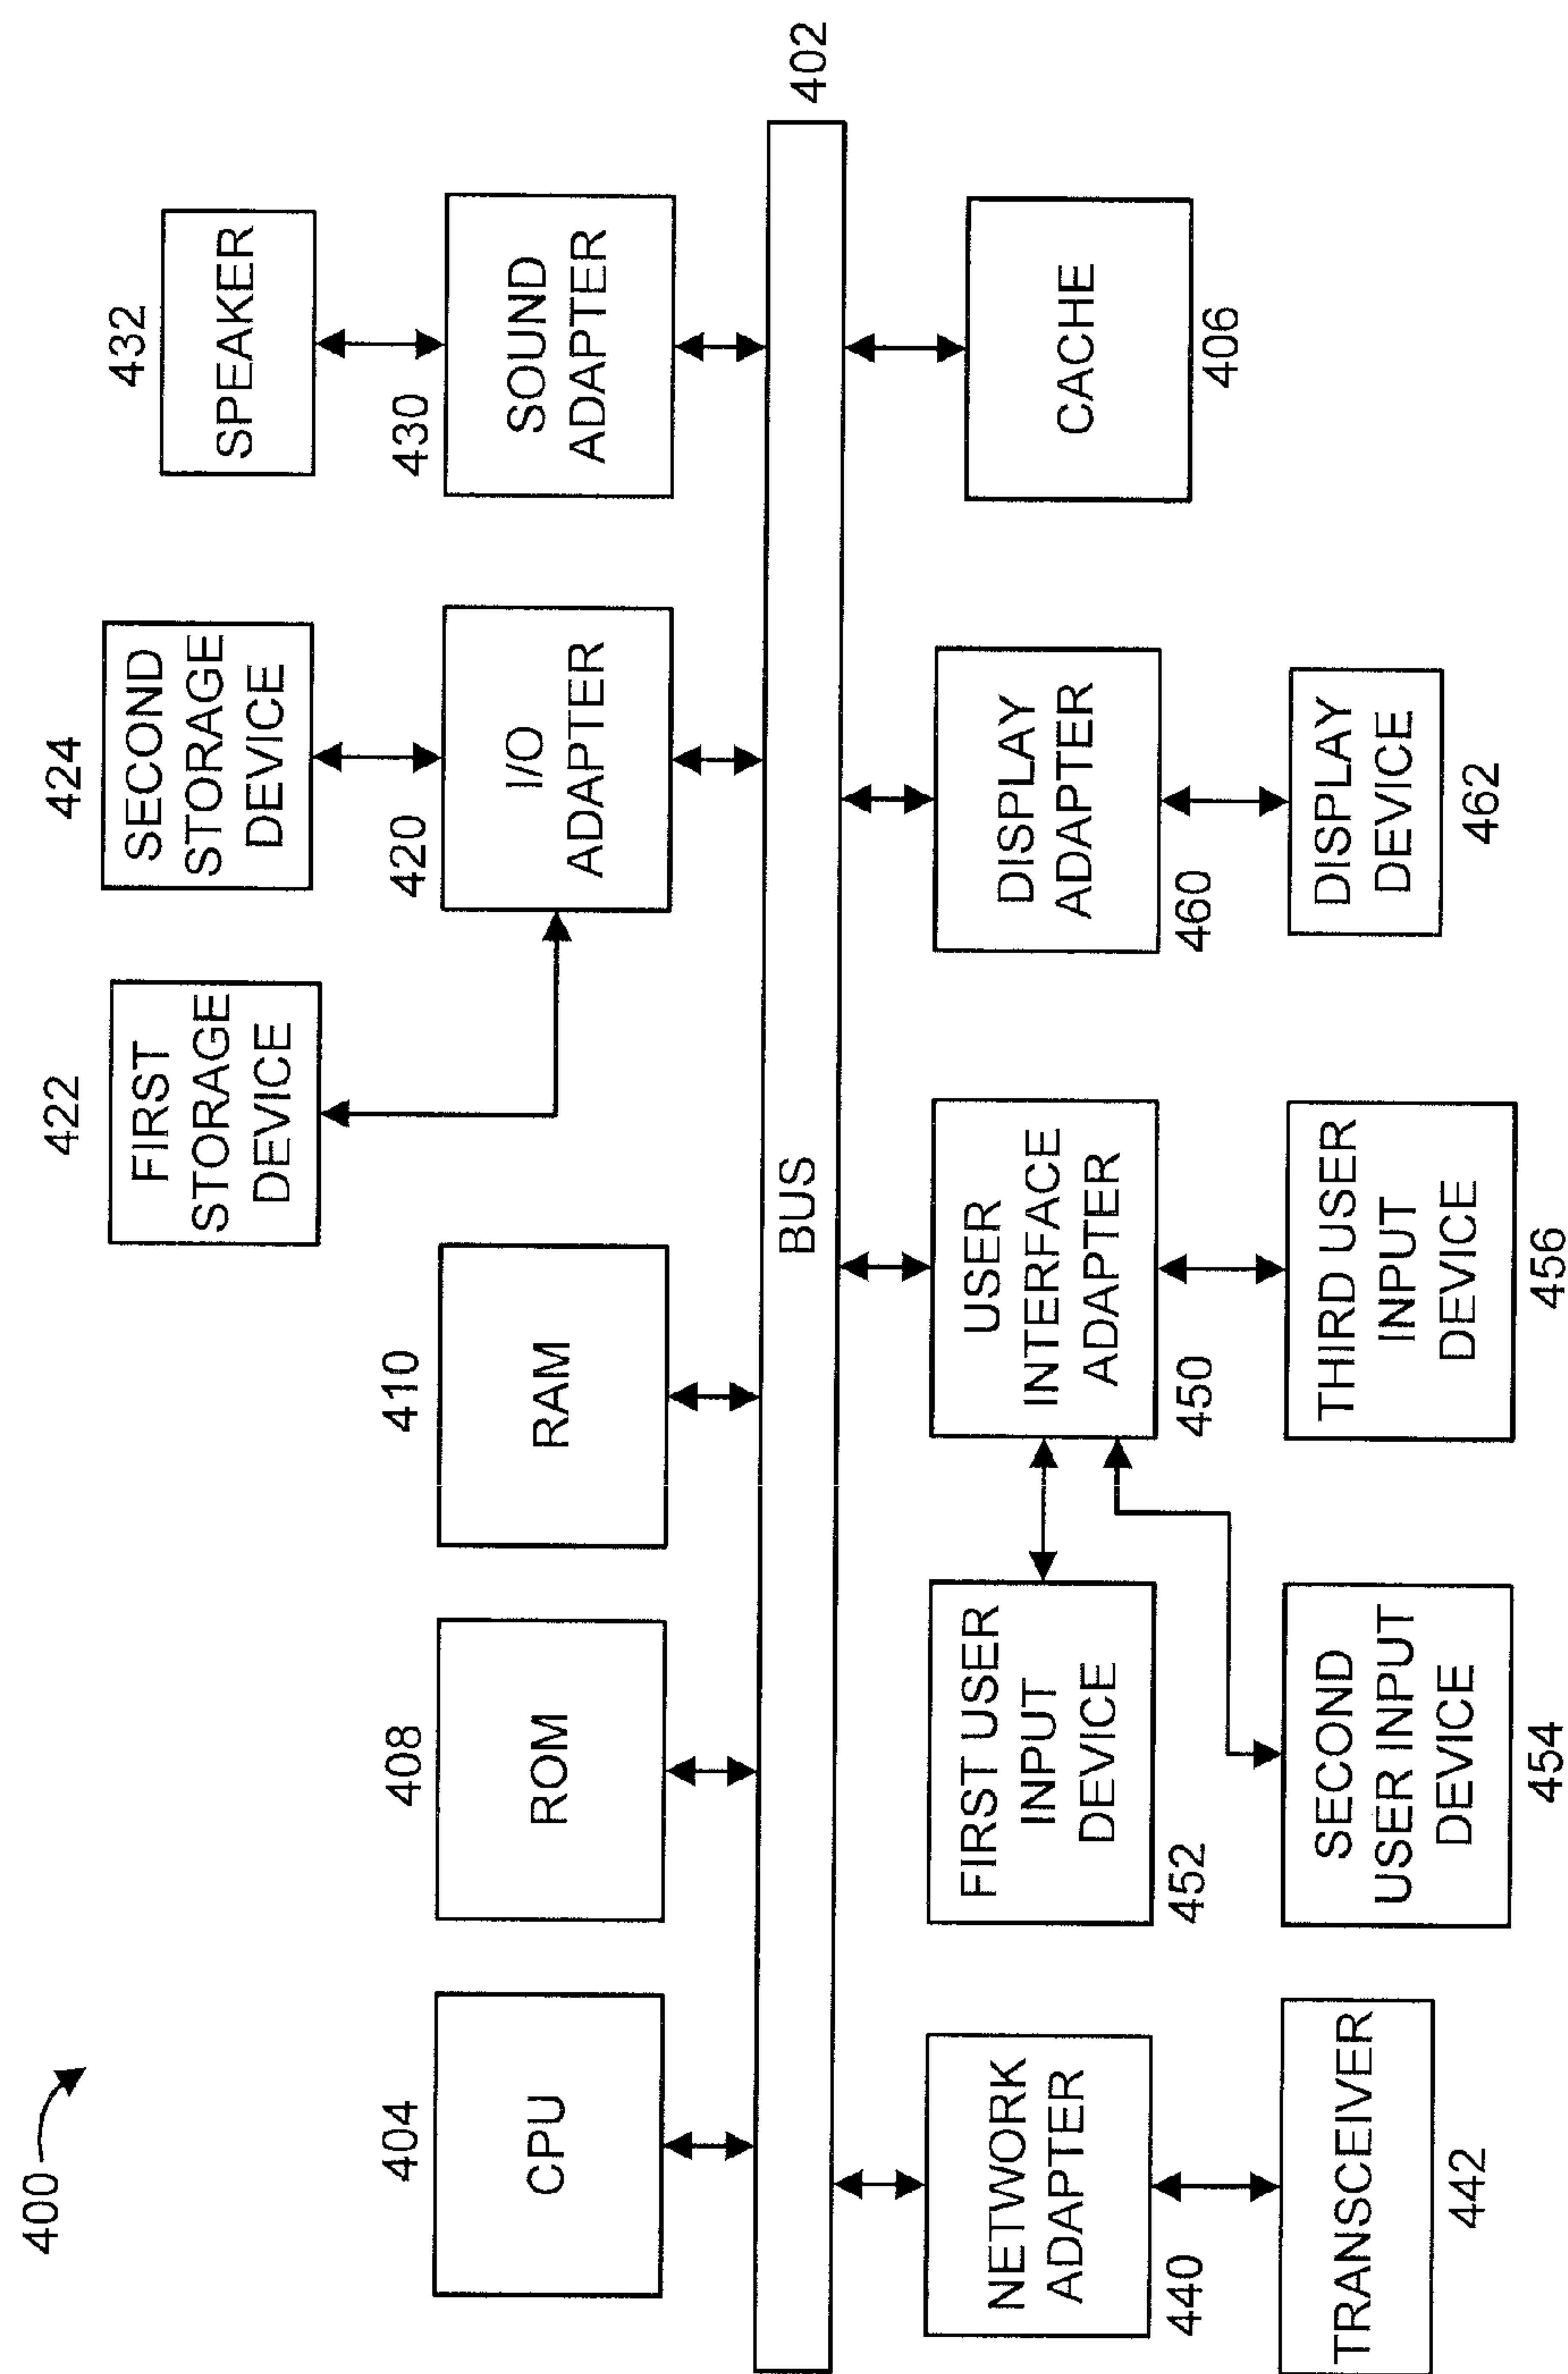 400
404
CPU
408
ROM
410
RAM
422
FIRST
STORAGE
DEVICE
424
SECOND
STORAGE
DEVICE
420
I/O
ADAPTER
432
SPEAKER
430
SOUND
ADAPTER
BUS
402
NETWORK
ADAPTER
440
TRANSCEIVER
442
FIRST USER
INPUT
DEVICE
452
SECOND
USER INPUT
DEVICE
454
USER
INTERFACE
ADAPTER
450
THIRD USER
INPUT
DEVICE
456
DISPLAY
ADAPTER
460
DISPLAY
DEVICE
462
CACHE
406